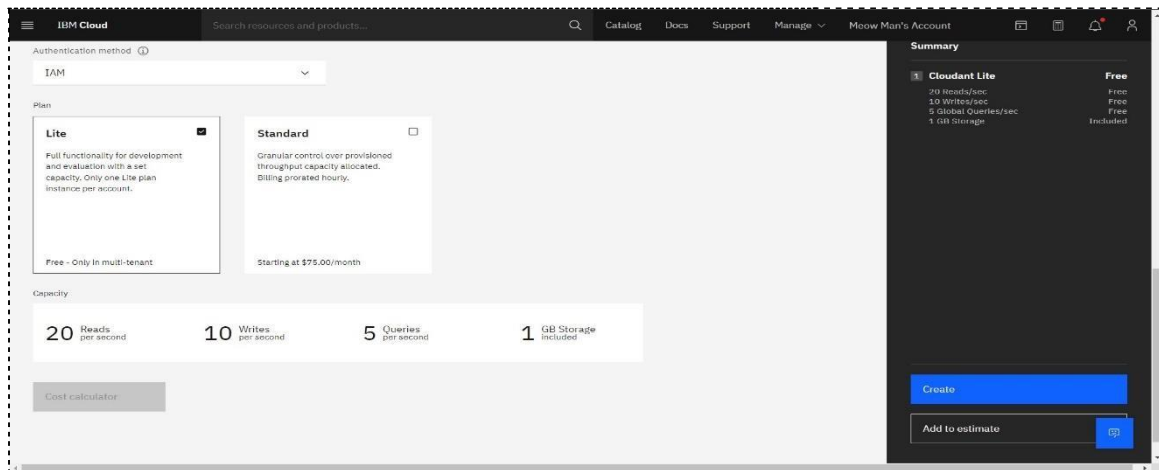 IBM Cloud
Search resources and products...
Catalog
Docs
Support
Manage
Moow Man's Account
Authentication method
IAM
Plan
Lite
Full functionality for development
and evaluation with a set
capacity. Only one Lite plan
instance per account.
Free - Only in multi-tenant
Standard
Granular control over provisioned
throughput capacity allocated.
Billing prorated hourly.
Starting at $75.00/month
Capacity
20 Reads per second
10 Writes per second
5 Queries per second
1 GB Storage included
Cost calculator
Summary
1 Cloudant Lite Free
20 Reads/sec Free
10 Writes/sec Free
5 Global Queries/sec Free
1 GB Storage Included
Create
Add to estimate